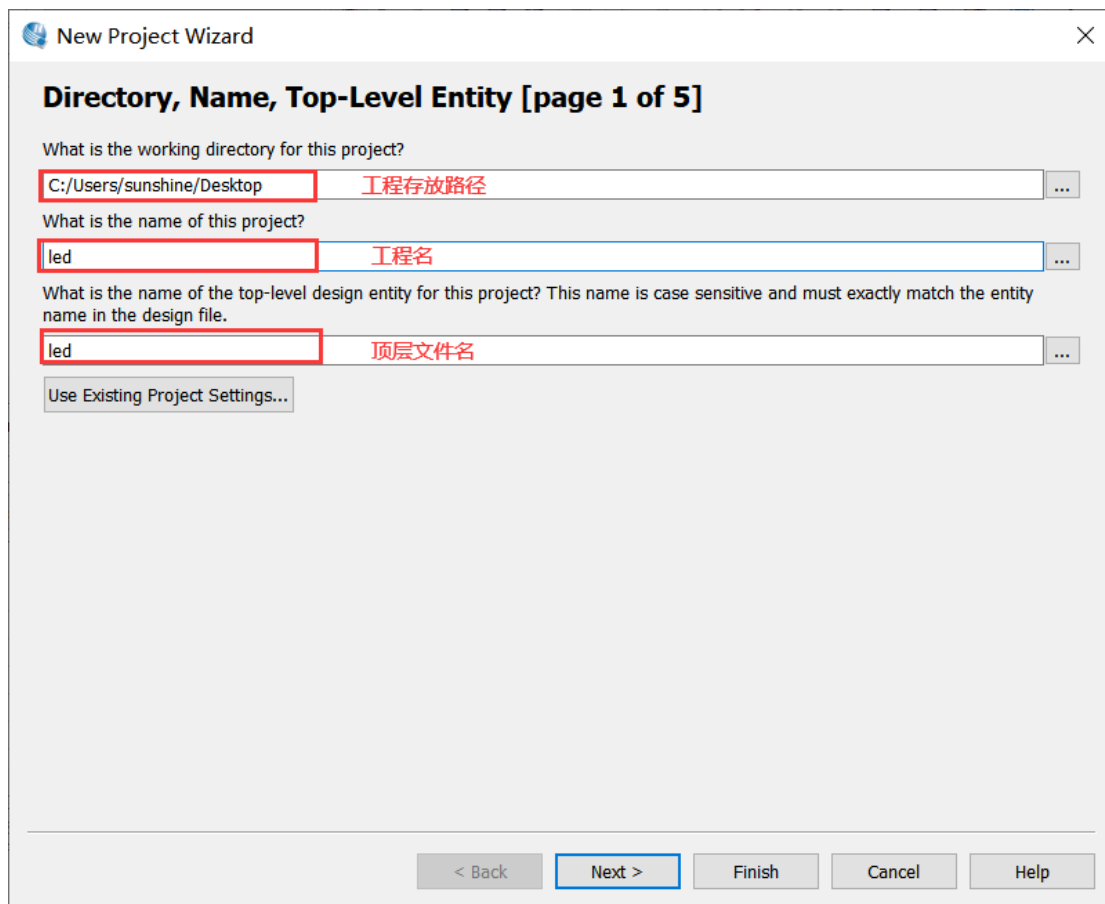 New Project Wizard
Directory, Name, Top-Level Entity [page 1 of 5]
What is the working directory for this project?
C:/Users/sunshine/Desktop 工程存放路径 ...
What is the name of this project?
led 工程名 ...
What is the name of the top-level design entity for this project? This name is case sensitive and must exactly match the entity
name in the design file.
led 顶层文件名 ...
Use Existing Project Settings...
< Back Next > Finish Cancel Help